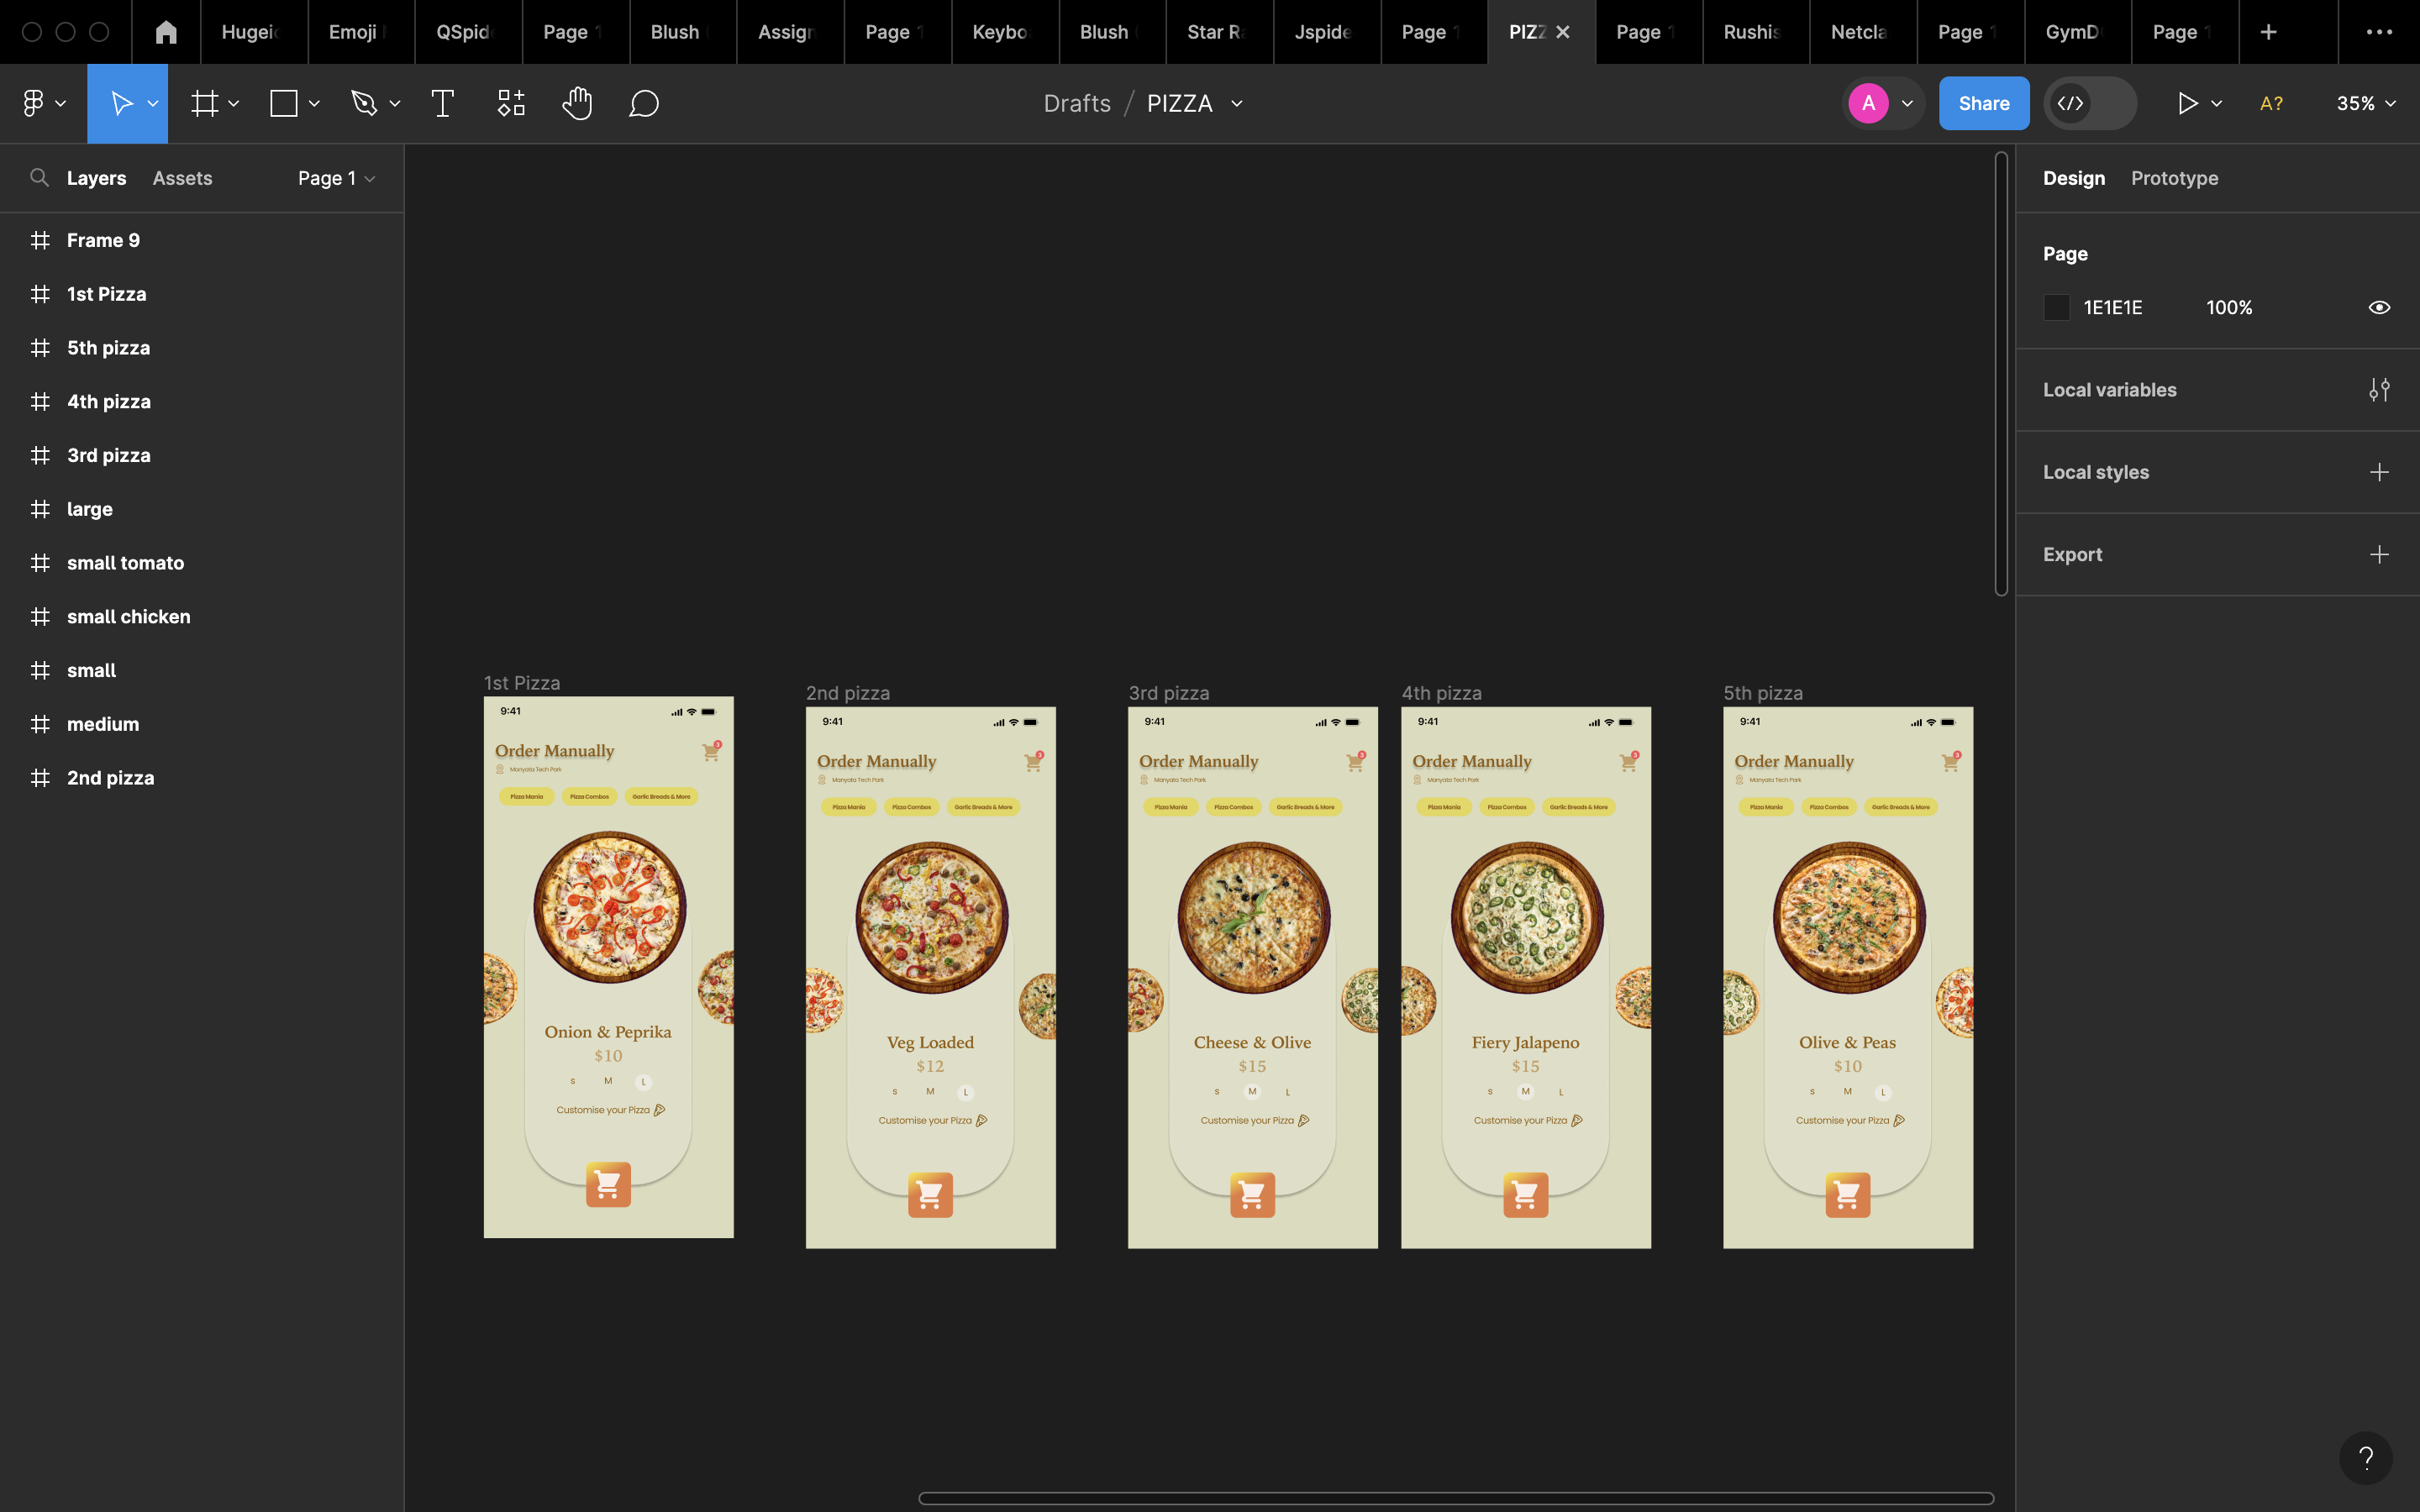 Hugei
Emoji
QSpid
Page 1
Blush
Assign
Page 1
Keybo
Blush
Star R
Jspide
Page 1
PIZZ
Page 1
Rushis
Netcla
Page 1
GymD
Page 1
Drafts / PIZZA
A
Share
A?
35%
Layers
Assets
Page 1
Frame 9
1st Pizza
5th pizza
4th pizza
3rd pizza
large
small tomato
small chicken
small
medium
2nd pizza
1st Pizza
9:41
Order Manually
3
Manyata Tech Park
Pizza Mania
Pizza Combos
Garlic Breads & More
Onion & Peprika
$10
S M L
Customise your Pizza
2nd pizza
9:41
Order Manually
3
Manyata Tech Park
Pizza Mania
Pizza Combos
Garlic Breads & More
Veg Loaded
$12
S M L
Customise your Pizza
3rd pizza
9:41
Order Manually
3
Manyata Tech Park
Pizza Mania
Pizza Combos
Garlic Breads & More
Cheese & Olive
$15
S M L
Customise your Pizza
4th pizza
9:41
Order Manually
3
Manyata Tech Park
Pizza Mania
Pizza Combos
Garlic Breads & More
Fiery Jalapeno
$15
S M L
Customise your Pizza
5th pizza
9:41
Order Manually
3
Manyata Tech Park
Pizza Mania
Pizza Combos
Garlic Breads & More
Olive & Peas
$10
S M L
Customise your Pizza
Design
Prototype
Page
1E1E1E
100%
Local variables
Local styles
Export
?